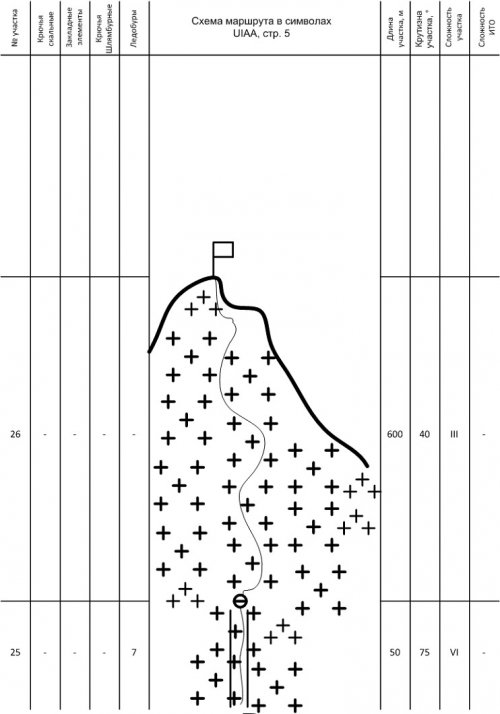 № участка
Крючья
скальные
Закладные
элементы
Крючья
Шлямбурные
Ледобуры
Схема маршрута в символах
UIAA, стр. 5
Длина
участка, м
Крутизна
участка, °
Сложность
участка
Сложность
ИТО
26 - - - - 600 40 III -
25 - - - 7 50 75 VI -